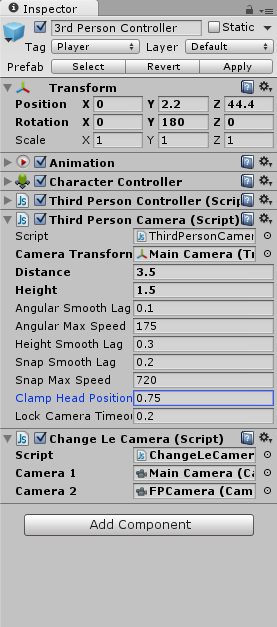 Inspector
3rd Person Controller Static
Tag Player Layer Default
Prefab Select Revert Apply
Transform
Position X 0 Y 2.2 Z 44.4
Rotation X 0 Y 180 Z 0
Scale X 1 Y 1 Z 1
Animation
Character Controller
Third Person Controller (Scrip
Third Person Camera (Script)
Script ThirdPersonCamer
Camera Transform Main Camera (Tr
Distance 3.5
Height 1.5
Angular Smooth Lag 0.1
Angular Max Speed 175
Height Smooth Lag 0.3
Snap Smooth Lag 0.2
Snap Max Speed 720
Clamp Head Position 0.75
Lock Camera Timeou 0.2
Change Le Camera (Script)
Script ChangeLeCamer
Camera 1 Main Camera (Ca
Camera 2 FPCamera (Cam
Add Component